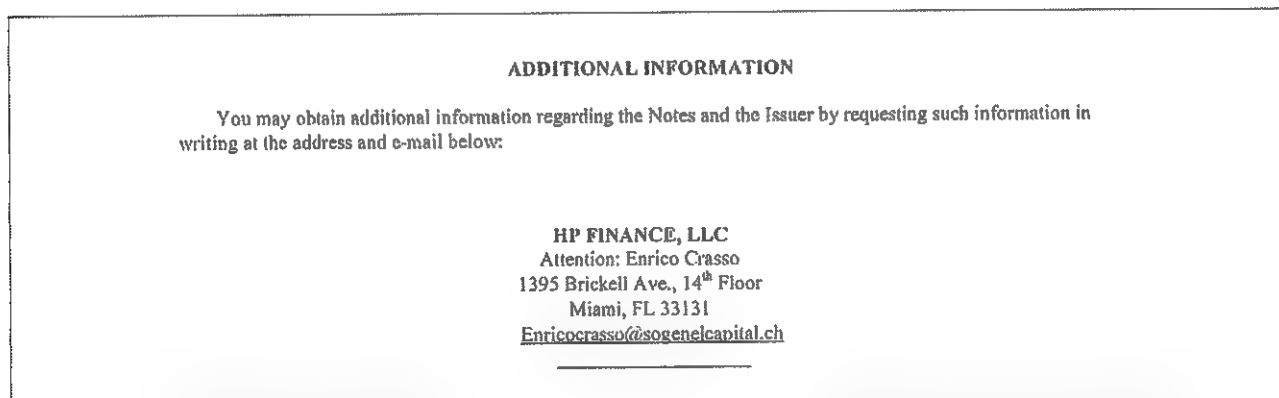 ADDITIONAL INFORMATION
You may obtain additional information regarding the Notes and the Issuer by requesting such information in
writing at the address and e-mail below:
HP FINANCE, LLC
Attention: Enrico Crasso
1395 Brickell Ave., 14th Floor
Miami, FL 33131
Enricocrasso@sogenelcapital.ch